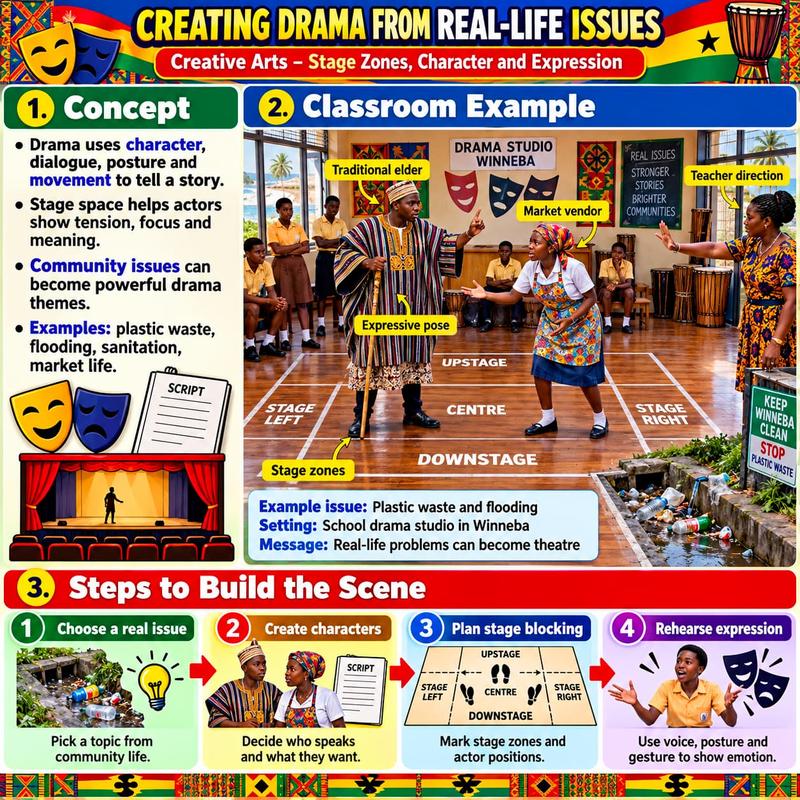 CREATING DRAMA FROM REAL-LIFE ISSUES
Creative Arts – Stage Zones, Character and Expression
1. Concept
• Drama uses character,
dialogue, posture and
movement to tell a story.
• Stage space helps actors
show tension, focus and
meaning.
• Community issues can
become powerful drama
themes.
• Examples: plastic waste,
flooding, sanitation,
market life.
SCRIPT
2. Classroom Example
DRAMA STUDIO
WINNEBA
REAL ISSUES
STRONGER
STORIES
BRIGHTER
COMMUNITIES
Traditional elder
Market vendor
Teacher direction
Expressive pose
UPSTAGE
STAGE
LEFT
CENTRE
STAGE
RIGHT
DOWNSTAGE
Stage zones
KEEP
WINNEBA
CLEAN
STOP
PLASTIC WASTE
Example issue: Plastic waste and flooding
Setting: School drama studio in Winneba
Message: Real-life problems can become theatre
3. Steps to Build the Scene
1 Choose a real issue
Pick a topic from
community life.
2 Create characters
SCRIPT
Decide who speaks
and what they want.
3 Plan stage blocking
UPSTAGE
STAGE
LEFT
CENTRE
STAGE
RIGHT
DOWNSTAGE
Mark stage zones and
actor positions.
4 Rehearse expression
Use voice, posture and
gesture to show emotion.